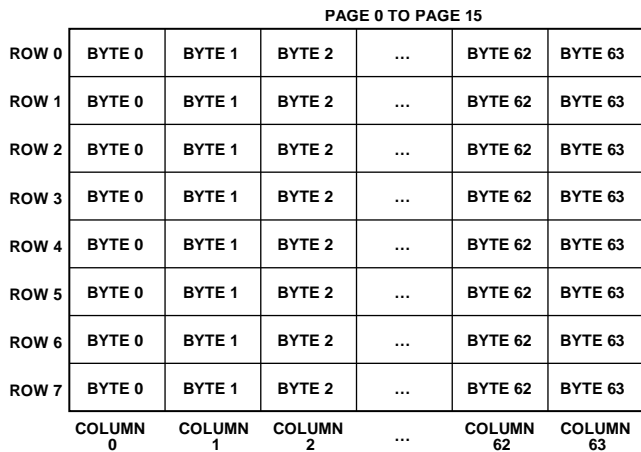 PAGE 0 TO PAGE 15
ROW 0 BYTE 0 BYTE 1 BYTE 2 … BYTE 62 BYTE 63
ROW 1 BYTE 0 BYTE 1 BYTE 2 … BYTE 62 BYTE 63
ROW 2 BYTE 0 BYTE 1 BYTE 2 … BYTE 62 BYTE 63
ROW 3 BYTE 0 BYTE 1 BYTE 2 … BYTE 62 BYTE 63
ROW 4 BYTE 0 BYTE 1 BYTE 2 … BYTE 62 BYTE 63
ROW 5 BYTE 0 BYTE 1 BYTE 2 … BYTE 62 BYTE 63
ROW 6 BYTE 0 BYTE 1 BYTE 2 … BYTE 62 BYTE 63
ROW 7 BYTE 0 BYTE 1 BYTE 2 … BYTE 62 BYTE 63
COLUMN COLUMN COLUMN … COLUMN COLUMN
0 1 2 62 63